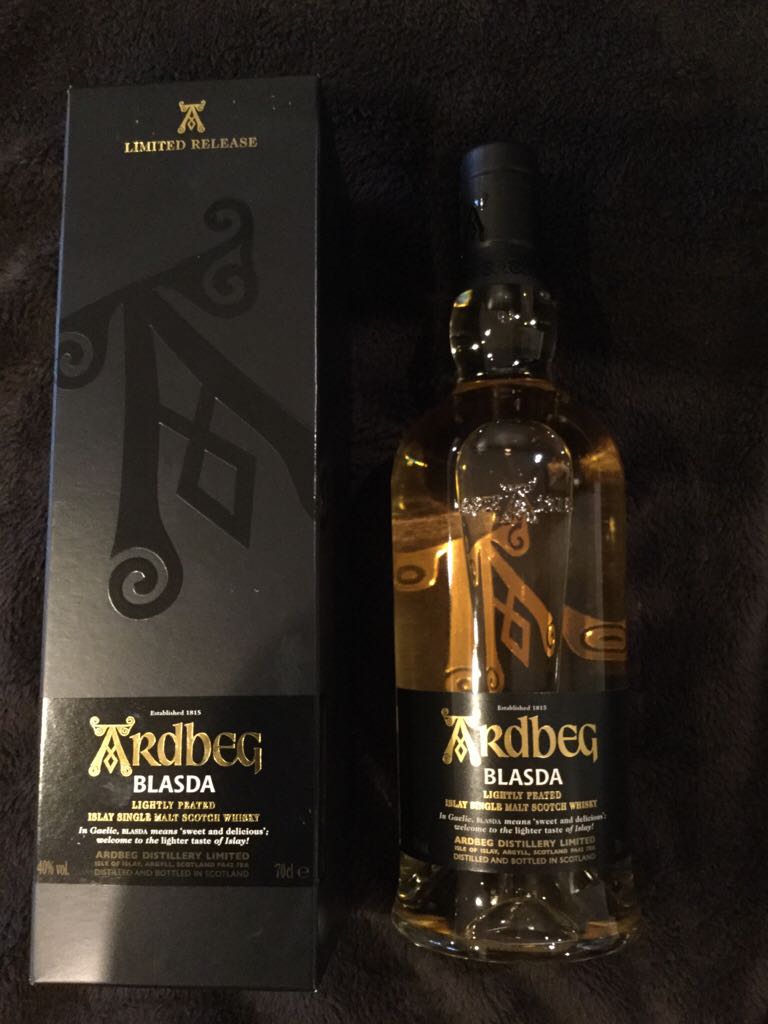 LIMITED RELEASE
Established 1815
ARDBEG
BLASDA
LIGHTLY PEATED
ISLAY SINGLE MALT SCOTCH WHISKY
In Gaelic, BLASDA means 'sweet and delicious';
welcome to the lighter taste of Islay!
ARDBEG DISTILLERY LIMITED
ISLE OF ISLAY, ARGYLL, SCOTLAND PA42 7EA
DISTILLED AND BOTTLED IN SCOTLAND
40% vol.
70cl e
Established 1815
ARDBEG
BLASDA
LIGHTLY PEATED
ISLAY SINGLE MALT SCOTCH WHISKY
In Gaelic, BLASDA means 'sweet and delicious';
welcome to the lighter taste of Islay!
ARDBEG DISTILLERY LIMITED
ISLE OF ISLAY, ARGYLL, SCOTLAND PA42 7EA
DISTILLED AND BOTTLED IN SCOTLAND